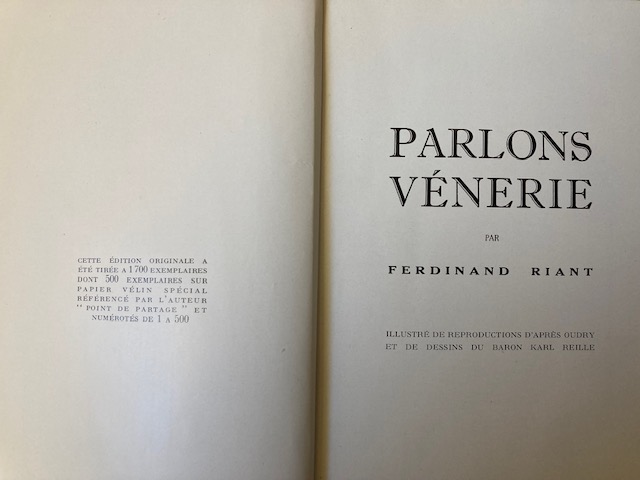 CETTE ÉDITION ORIGINALE A
ÉTÉ TIRÉE A 1700 EXEMPLAIRES
DONT 500 EXEMPLAIRES SUR
PAPIER VÉLIN SPÉCIAL
RÉFÉRENCÉ PAR L'AUTEUR
" POINT DE PARTAGE " ET
NUMÉROTÉS DE 1 A 500
PARLONS
VÉNERIE
PAR
FERDINAND RIANT
ILLUSTRÉ DE REPRODUCTIONS D'APRÈS OUDRY
ET DE DESSINS DU BARON KARL REILLE